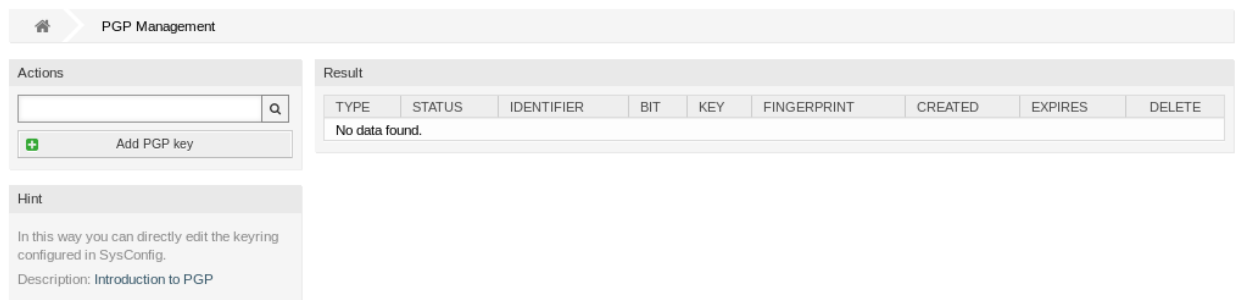 PGP Management
Actions
Add PGP key
Hint
In this way you can directly edit the keyring
configured in SysConfig.
Description: Introduction to PGP
Result
TYPE STATUS IDENTIFIER BIT KEY FINGERPRINT CREATED EXPIRES DELETE
No data found.